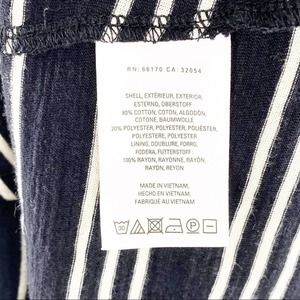 RN: 66170 CA: 32054
SHELL, EXTÉRIEUR, EXTERIOR,
ESTERNO, OBERSTOFF
80% COTTON, COTON, ALGODÓN,
COTONE, BAUMWOLLE
20% POLYESTER, POLYESTER, POLIÉSTER,
POLIESTERE, POLYESTER
LINING, DOUBLURE, FORRO,
FODERA, FUTTERSTOFF:
100% RAYON, RAYONNE, RAYÓN,
RAYON, REYON
MADE IN VIETNAM,
HECHO EN VIETNAM,
FABRIQUÉ AU VIETNAM
30